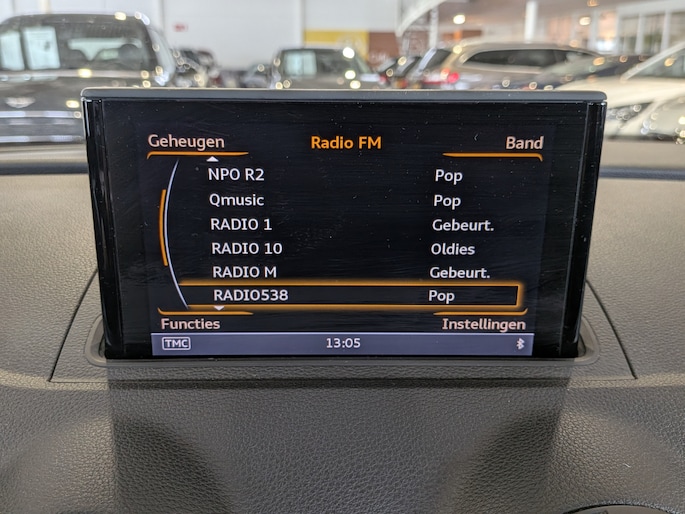 Geheugen Radio FM Band
NPO R2 Pop
Qmusic Pop
RADIO 1 Gebeurt.
RADIO 10 Oldies
RADIO M Gebeurt.
RADIO538 Pop
Functies Instellingen
TMC 13:05